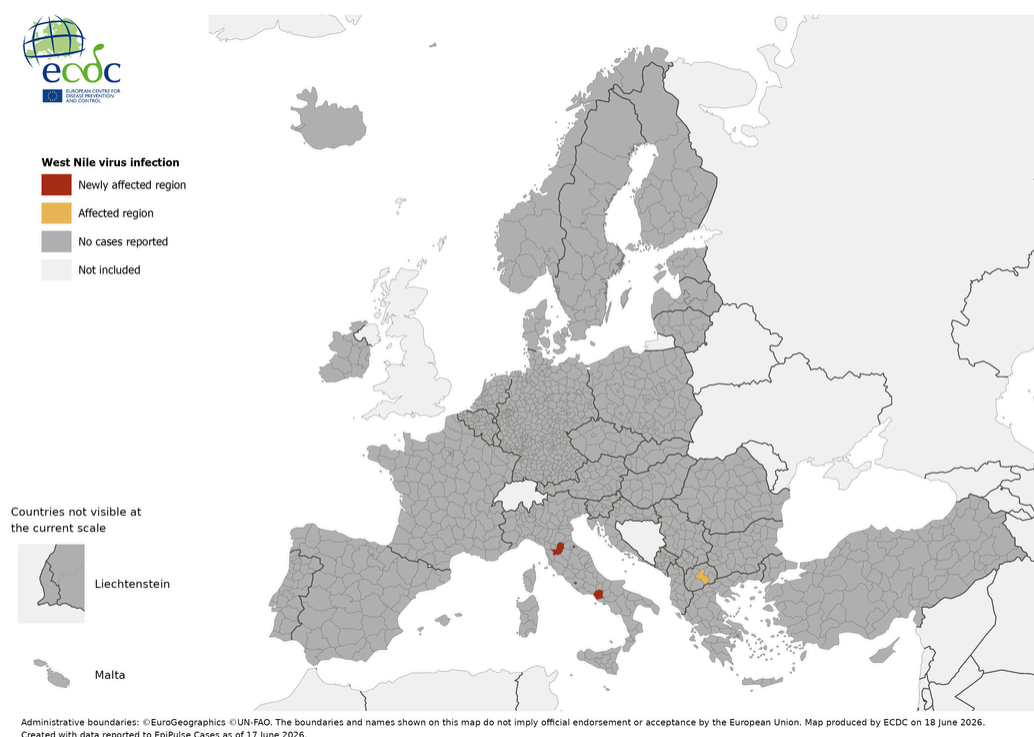 ecdc
EUROPEAN CENTRE FOR
DISEASE PREVENTION
AND CONTROL
West Nile virus infection
Newly affected region
Affected region
No cases reported
Not included
Countries not visible at
the current scale
Liechtenstein
Malta
Administrative boundaries: ©EuroGeographics ©UN-FAO. The boundaries and names shown on this map do not imply official endorsement or acceptance by the European Union. Map produced by ECDC on 18 June 2026.
Created with data reported to EpiPulse Cases as of 17 June 2026.